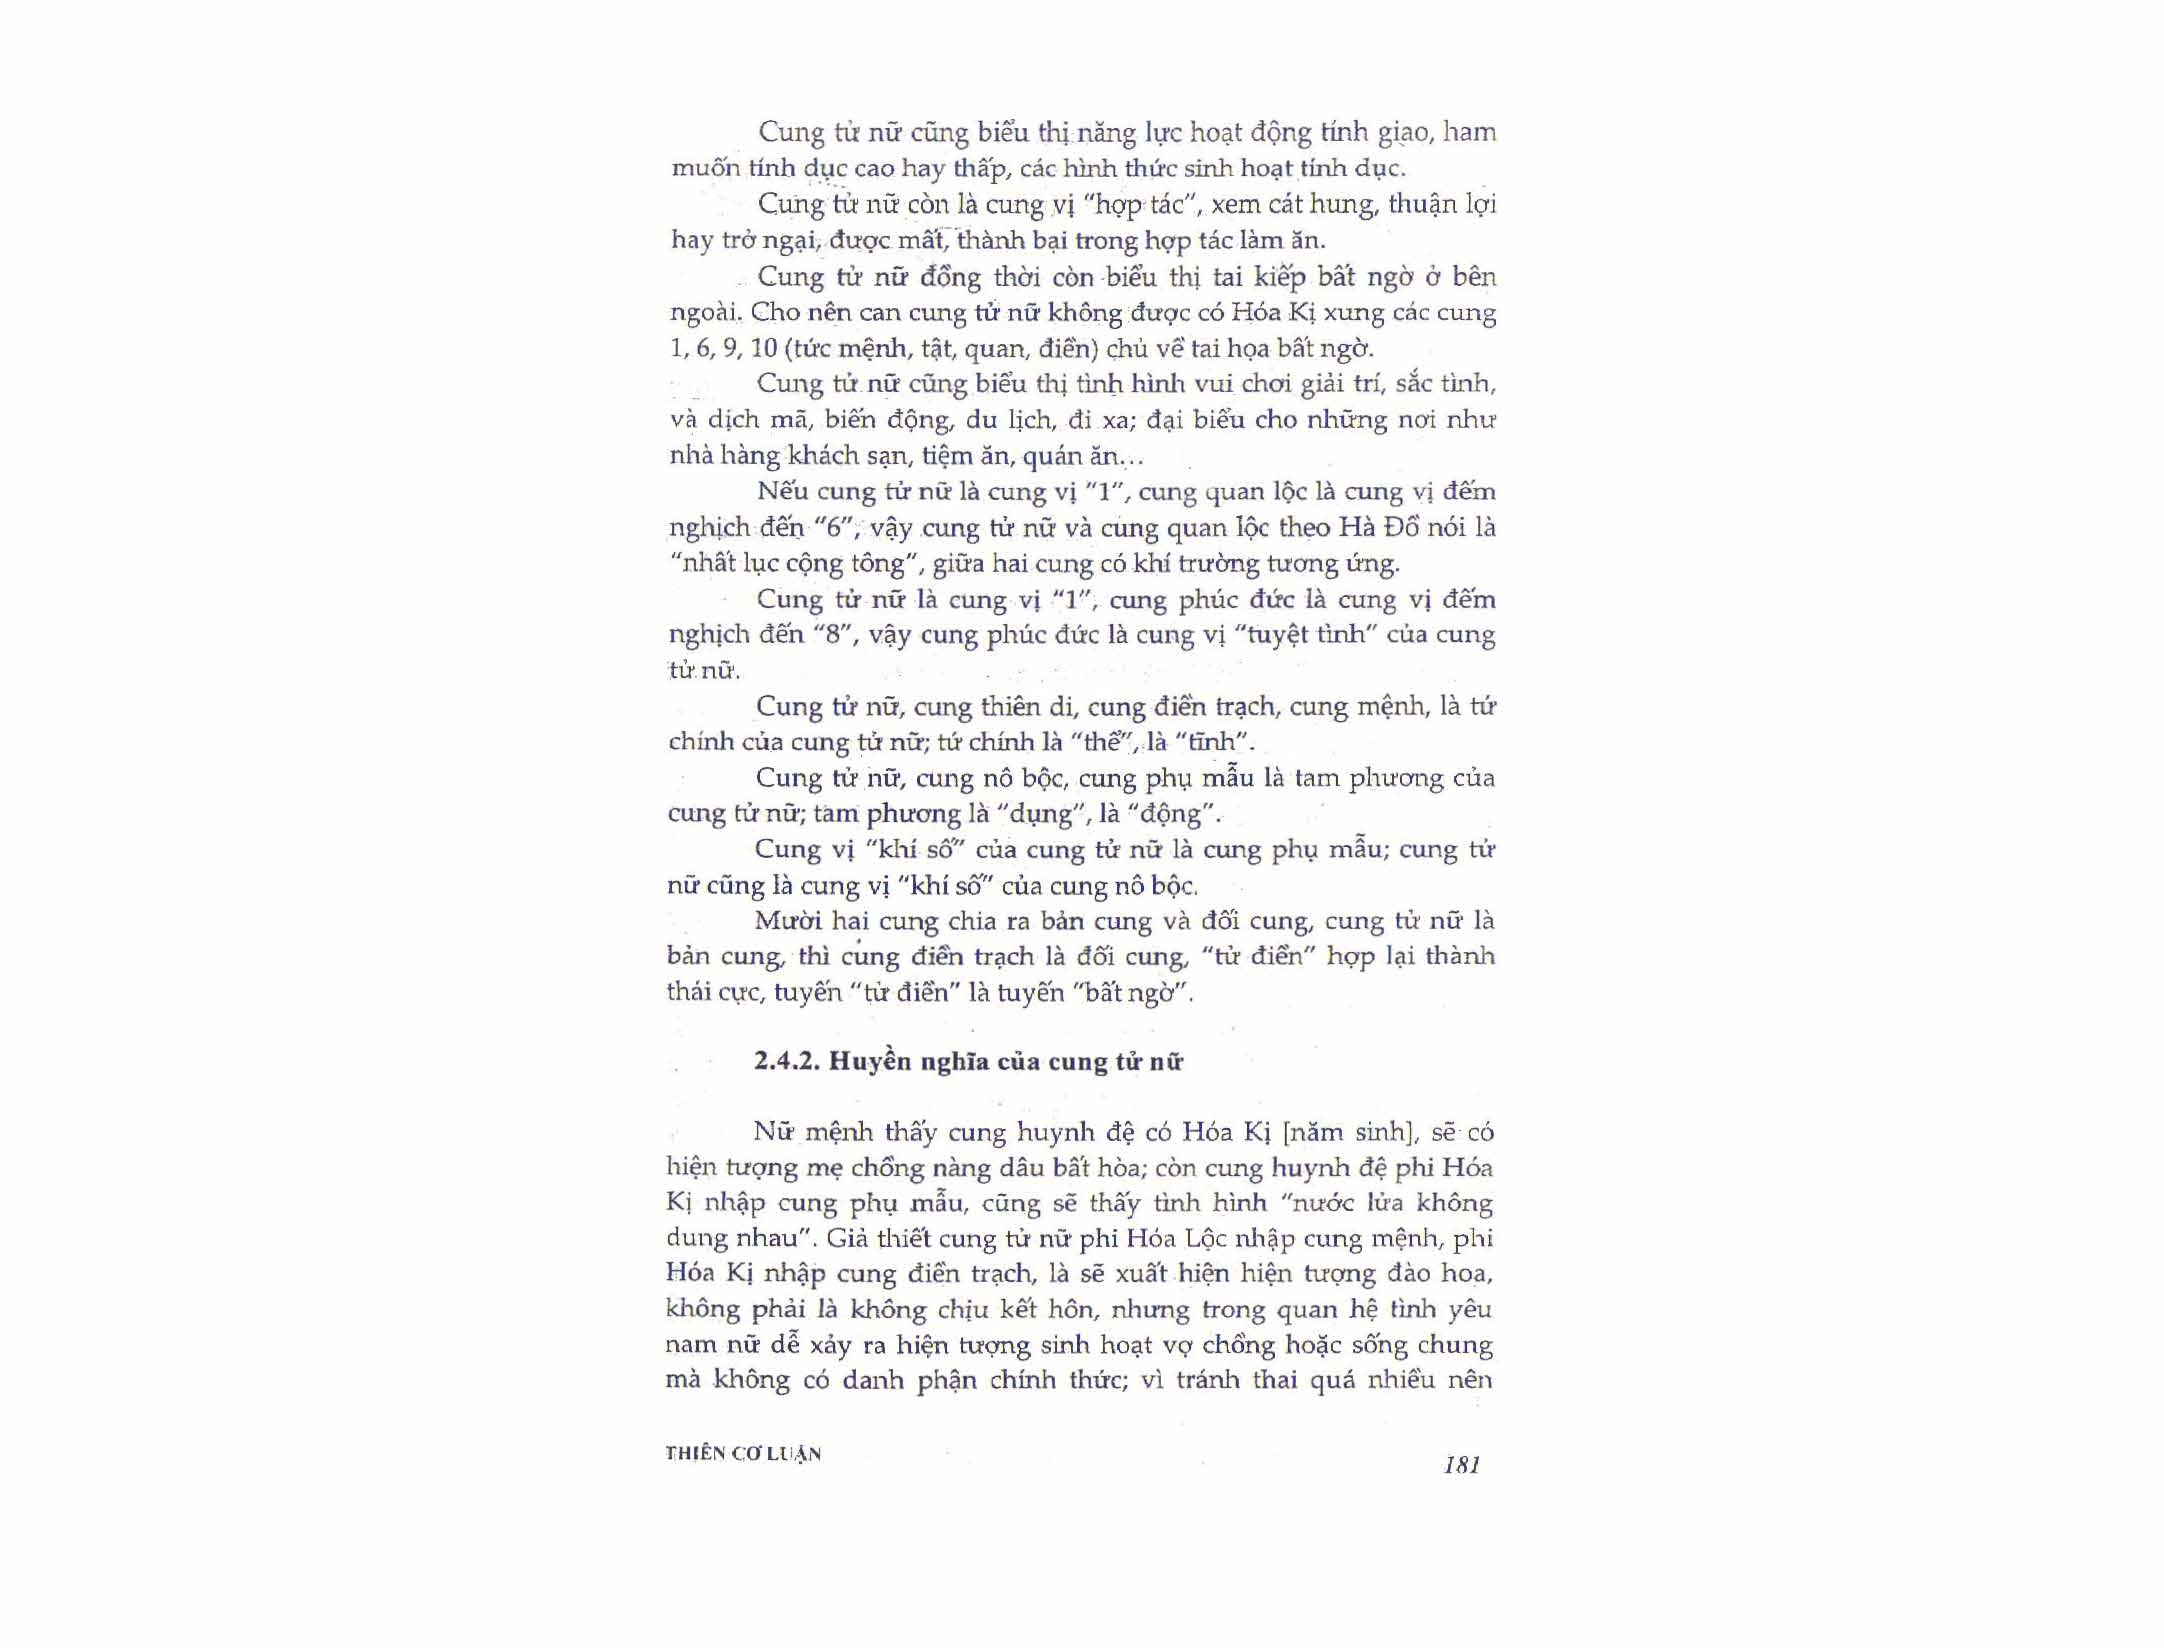 Cung tử nữ cũng biểu thị năng lực hoạt động tính giao, ham
muốn tính dục cao hay thấp, các hình thức sinh hoạt tính dục.
Cung tử nữ còn là cung vị "hợp tác", xem cát hung, thuận lợi
hay trở ngại, được mất, thành bại trong hợp tác làm ăn.
Cung tử nữ đồng thời còn biểu thị tai kiếp bất ngờ ở bên
ngoài. Cho nên can cung tử nữ không được có Hóa Kị xung các cung
1, 6, 9, 10 (tức mệnh, tật, quan, điền) chủ về tai họa bất ngờ.
Cung tử nữ cũng biểu thị tình hình vui chơi giải trí, sắc tình,
và dịch mã, biến động, du lịch, đi xa; đại biểu cho những nơi như
nhà hàng khách sạn, tiệm ăn, quán ăn...
Nếu cung tử nữ là cung vị "1", cung quan lộc là cung vị đếm
nghịch đến "6", vậy cung tử nữ và cung quan lộc theo Hà Đồ nói là
"nhất lục cộng tông", giữa hai cung có khí trường tương ứng.
Cung tử nữ là cung vị "1", cung phúc đức là cung vị đếm
nghịch đến "8", vậy cung phúc đức là cung vị "tuyệt tình" của cung
tử nữ.
Cung tử nữ, cung thiên di, cung điền trạch, cung mệnh, là tứ
chính của cung tử nữ; tứ chính là "thể", là "tĩnh".
Cung tử nữ, cung nô bộc, cung phụ mẫu là tam phương của
cung tử nữ; tam phương là "dụng", là "động".
Cung vị "khí số" của cung tử nữ là cung phụ mẫu; cung tử
nữ cũng là cung vị "khí số" của cung nô bộc.
Mười hai cung chia ra bản cung và đối cung, cung tử nữ là
bản cung, thì cung điền trạch là đối cung, "tử điền" hợp lại thành
thái cực, tuyến "tử điền" là tuyến "bất ngờ".
2.4.2. Huyền nghĩa của cung tử nữ
Nữ mệnh thấy cung huynh đệ có Hóa Kị [năm sinh], sẽ có
hiện tượng mẹ chồng nàng dâu bất hòa; còn cung huynh đệ phi Hóa
Kị nhập cung phụ mẫu, cũng sẽ thấy tình hình "nước lửa không
dung nhau". Giả thiết cung tử nữ phi Hóa Lộc nhập cung mệnh, phi
Hóa Kị nhập cung điền trạch, là sẽ xuất hiện hiện tượng đào hoa,
không phải là không chịu kết hôn, nhưng trong quan hệ tình yêu
nam nữ dễ xảy ra hiện tượng sinh hoạt vợ chồng hoặc sống chung
mà không có danh phận chính thức; vì tránh thai quá nhiều nên
THIÊN CƠ LUẬN
181